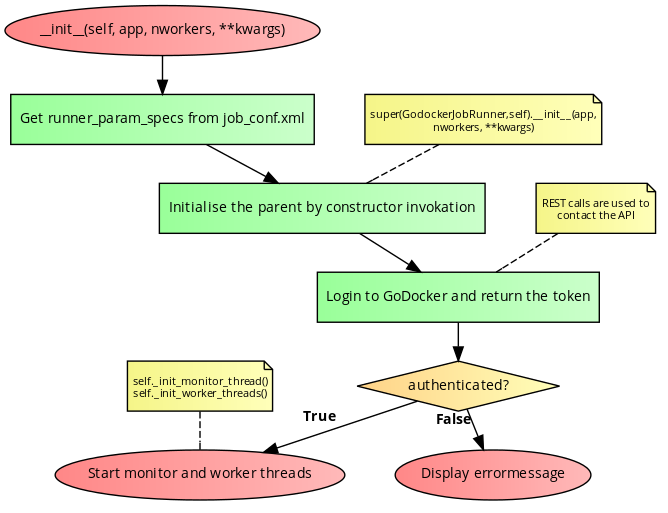 __init__(self, app, nworkers, **kwargs)
Get runner_param_specs from job_conf.xml
super(GodockerJobRunner,self).__init__(app,
nworkers, **kwargs)
Initialise the parent by constructor invokation
REST calls are used to
contact the API
Login to GoDocker and return the token
authenticated?
self._init_monitor_thread()
self._init_worker_threads()
True
False
Start monitor and worker threads
Display errormessage